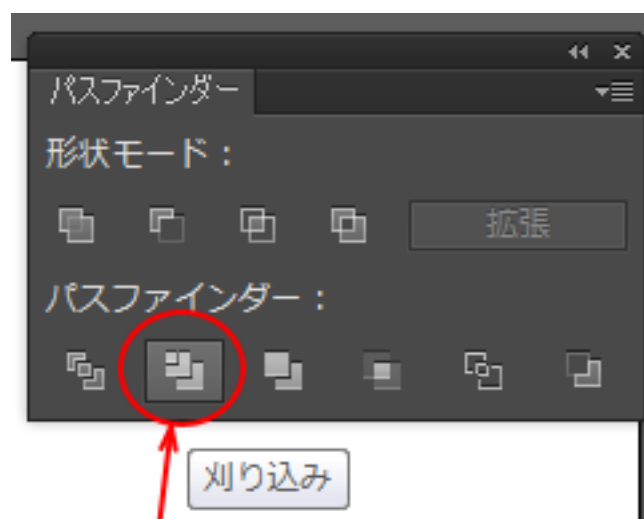 パスファインダー
形状モード：
拡張
パスファインダー：
刈り込み